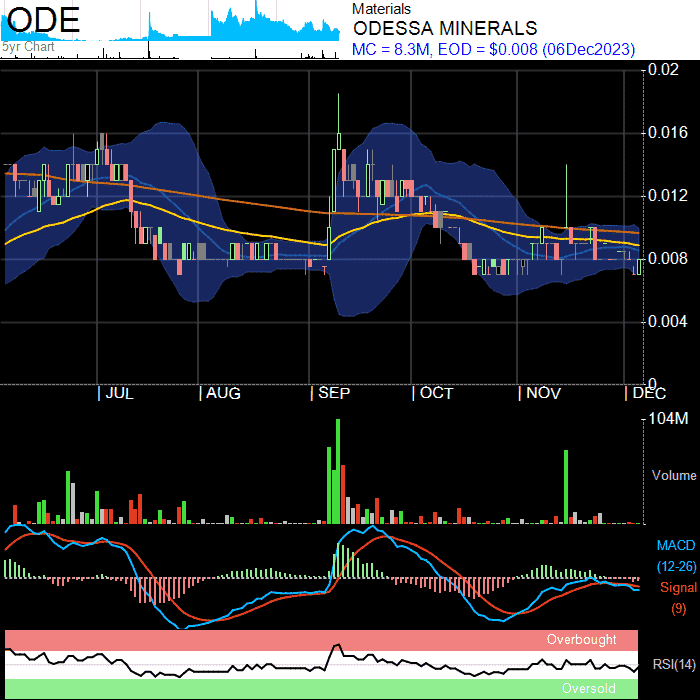 ODE
5yr Chart
Materials
ODESSA MINERALS
MC = 8.3M, EOD = $0.008 (06Dec2023)
0.02
0.016
0.012
0.008
0.004
0
| JUL | AUG | SEP | OCT | NOV | DEC
104M
Volume
MACD
(12-26)
Signal
(9)
Overbought
RSI(14)
Oversold